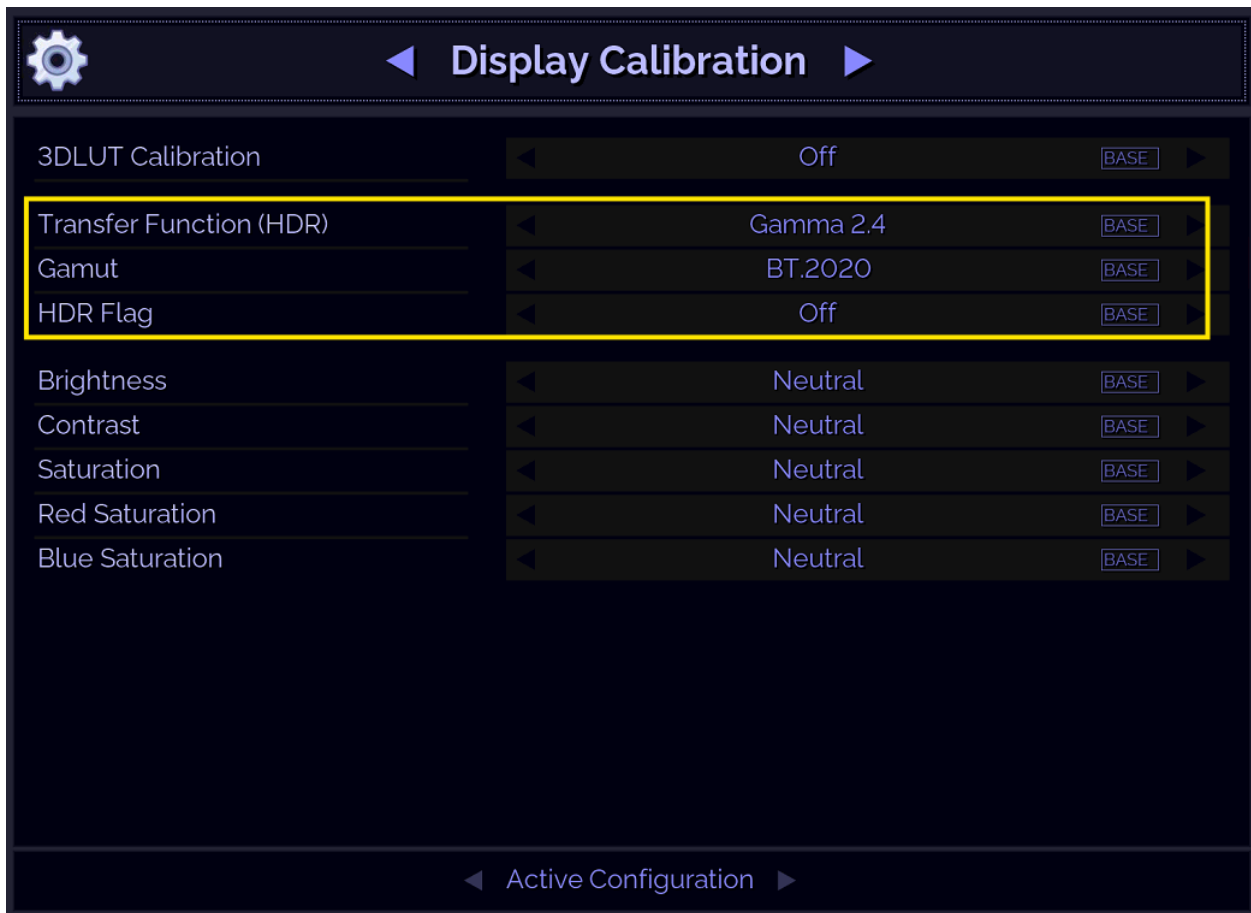 Display Calibration
3DLUT Calibration Off BASE
Transfer Function (HDR) Gamma 2.4 BASE
Gamut BT.2020 BASE
HDR Flag Off BASE
Brightness Neutral BASE
Contrast Neutral BASE
Saturation Neutral BASE
Red Saturation Neutral BASE
Blue Saturation Neutral BASE
Active Configuration